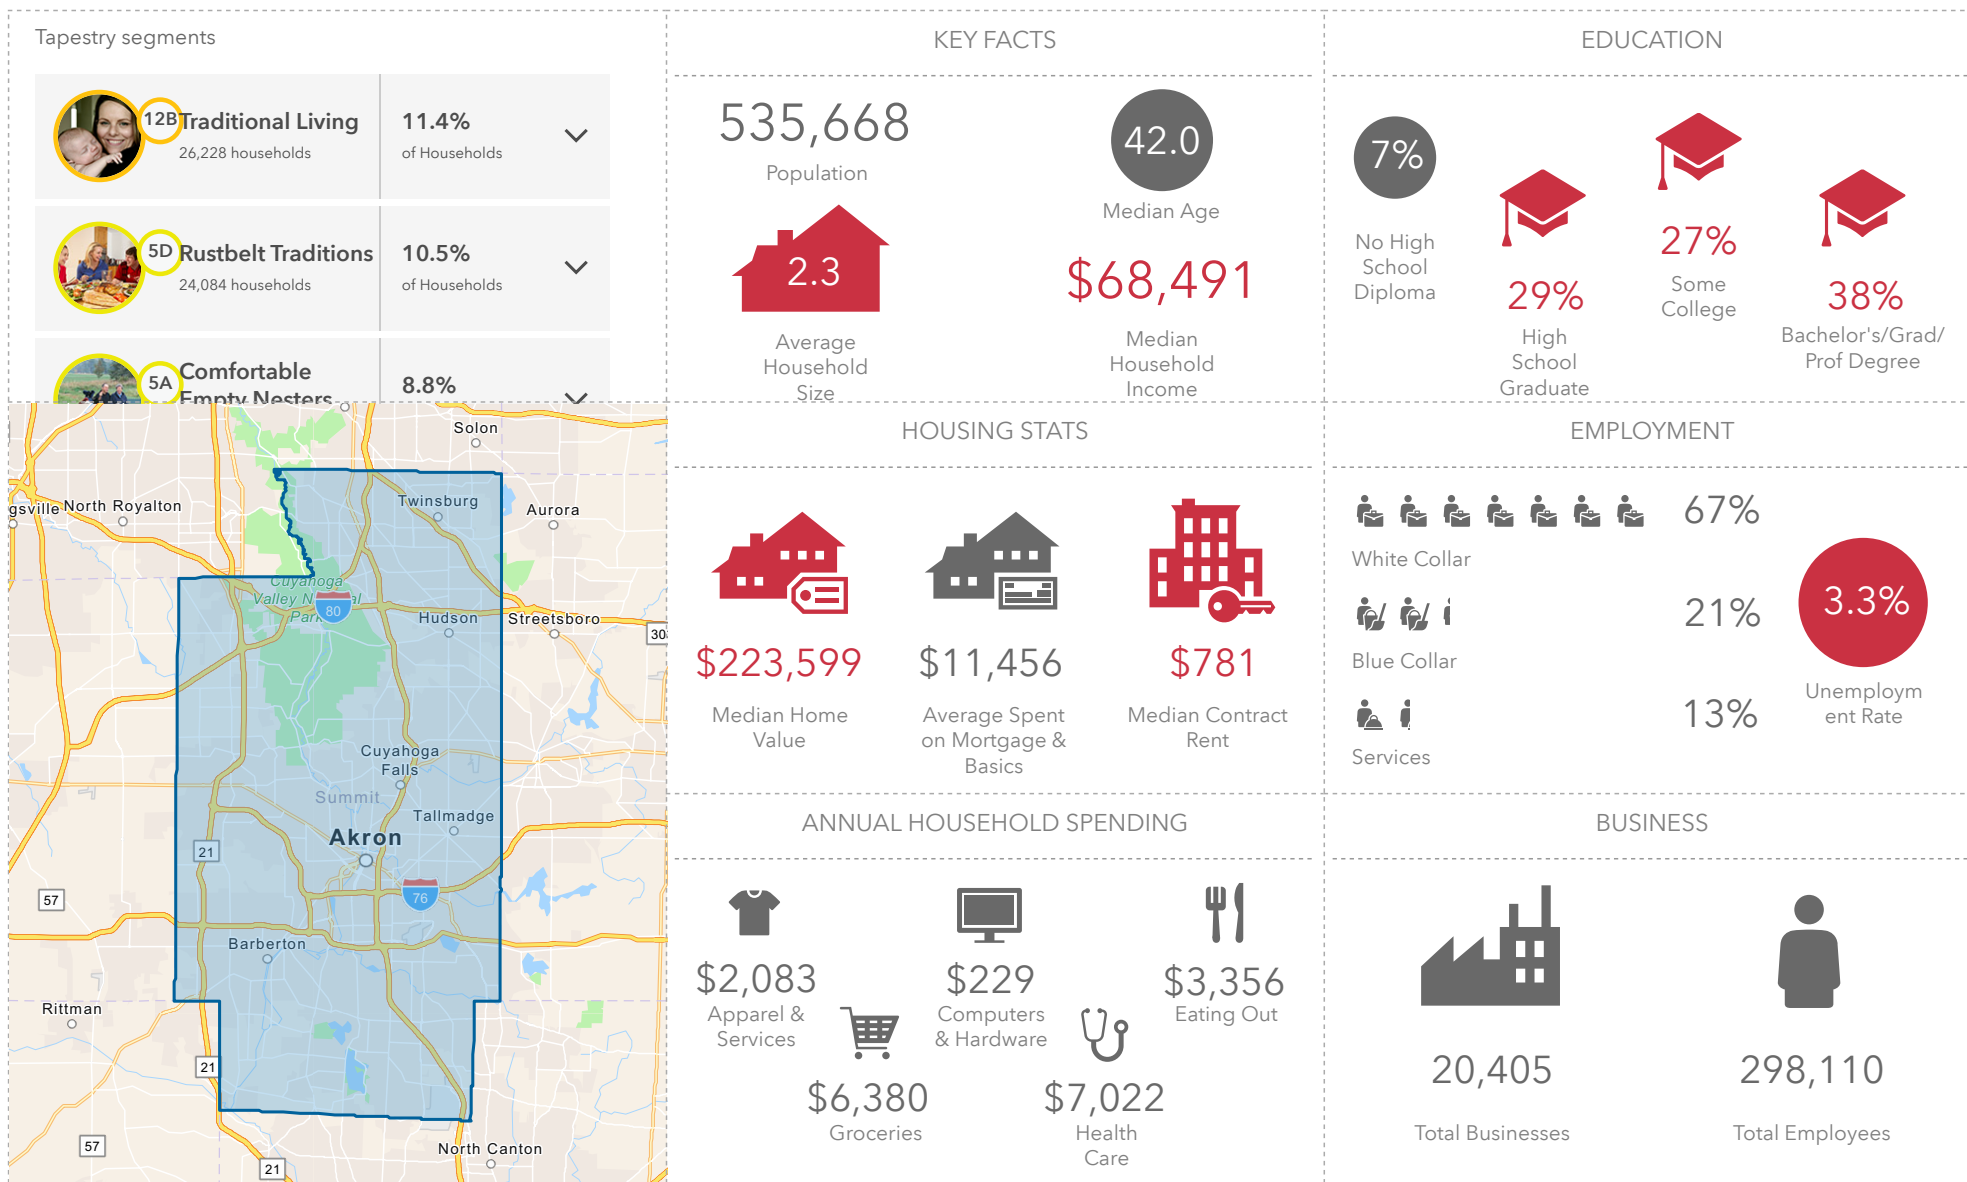 Tapestry segments
12B
Traditional Living
26,228 households
11.4%
of Households
5D
Rustbelt Traditions
24,084 households
10.5%
of Households
5A
Comfortable
Empty Nesters
8.8%
KEY FACTS
535,668
Population
42.0
Median Age
2.3
Average
Household
Size
$68,491
Median
Household
Income
EDUCATION
7%
No High
School
Diploma
29%
High
School
Graduate
27%
Some
College
38%
Bachelor's/Grad/
Prof Degree
Solon
gsville
North Royalton
Twinsburg
Aurora
Cuyahoga
Park
80
Hudson
Streetsboro
30
Cuyahoga
Falls
Summit
Tallmadge
Akron
21
57
76
Barberton
Rittman
21
57
North Canton
21
HOUSING STATS
$223,599
Median Home
Value
$11,456
Average Spent
on Mortgage &
Basics
$781
Median Contract
Rent
EMPLOYMENT
67%
White Collar
21%
Blue Collar
13%
Services
3.3%
Unemploym
ent Rate
ANNUAL HOUSEHOLD SPENDING
$2,083
Apparel &
Services
$229
Computers
& Hardware
$3,356
Eating Out
$6,380
Groceries
$7,022
Health
Care
BUSINESS
20,405
Total Businesses
298,110
Total Employees